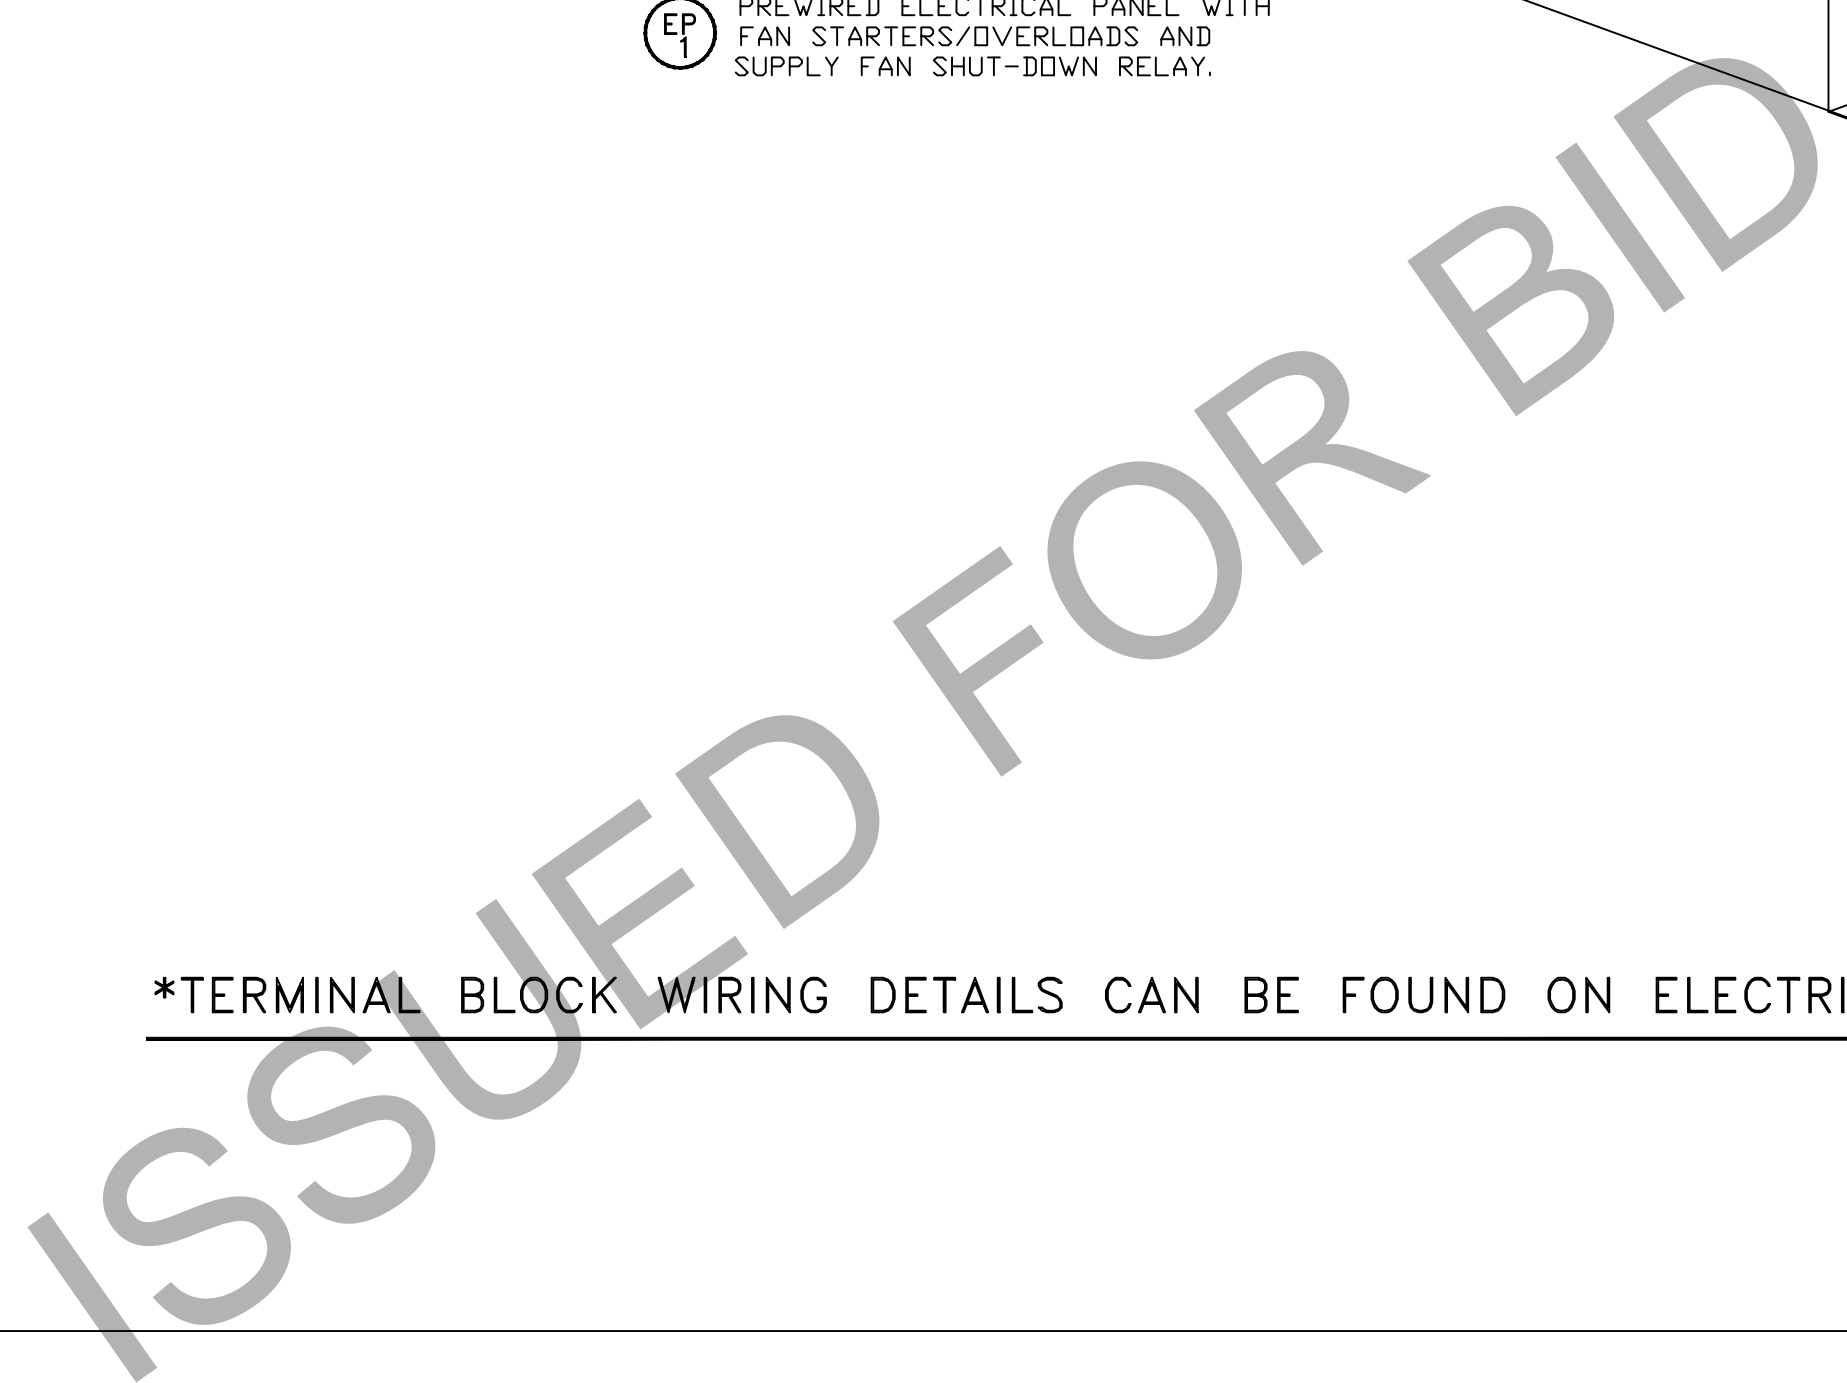 EP
1
PREWIRED ELECTRICAL PANEL WITH
FAN STARTERS/OVERLOADS AND
SUPPLY FAN SHUT-DOWN RELAY.
ISSUED FOR BID
*TERMINAL BLOCK WIRING DETAILS CAN BE FOUND ON ELECTRI